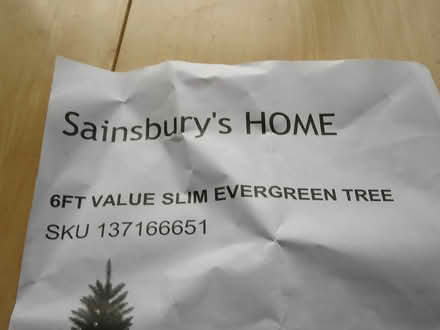 Sainsbury's HOME
6FT VALUE SLIM EVERGREEN TREE
SKU 137166651